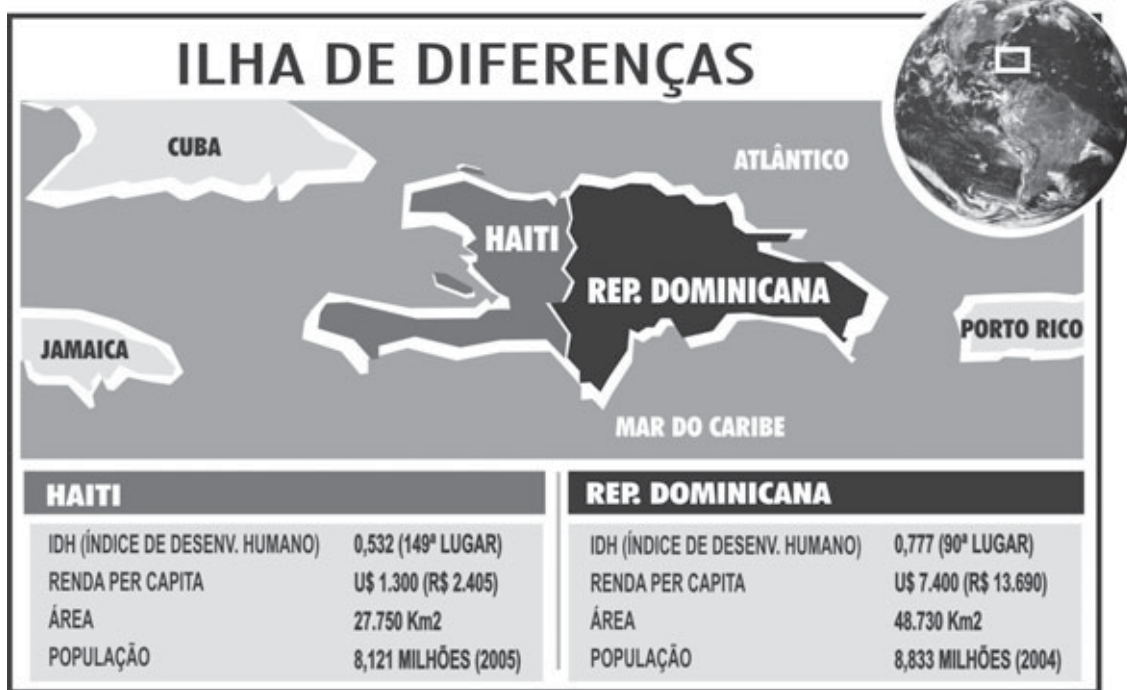 ILHA DE DIFERENÇAS
CUBA
ATLÂNTICO
HAITI
REP. DOMINICANA
PORTO RICO
JAMAICA
MAR DO CARIBE
HAITI
IDH (ÍNDICE DE DESENV. HUMANO) 0,532 (149ª LUGAR)
RENDA PER CAPITA U$ 1.300 (R$ 2.405)
ÁREA 27.750 Km2
POPULAÇÃO 8,121 MILHÕES (2005)
REP. DOMINICANA
IDH (ÍNDICE DE DESENV. HUMANO) 0,777 (90ª LUGAR)
RENDA PER CAPITA U$ 7.400 (R$ 13.690)
ÁREA 48.730 Km2
POPULAÇÃO 8,833 MILHÕES (2004)